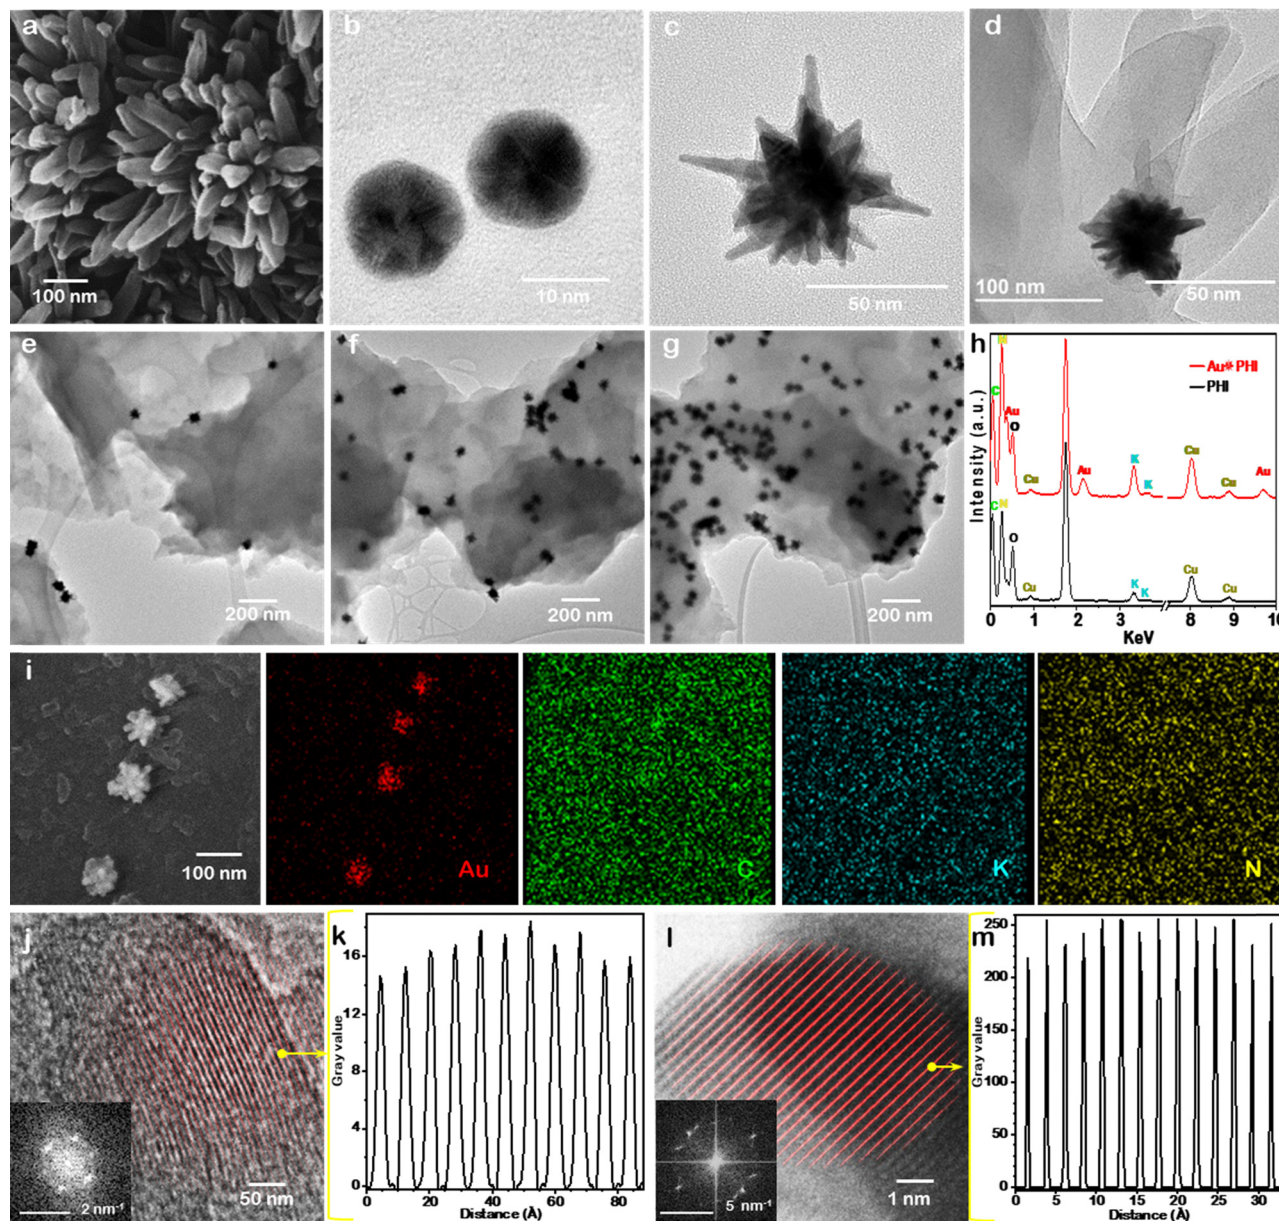 a
100 nm
b
10 nm
c
50 nm
d
100 nm
50 nm
e
200 nm
f
200 nm
g
200 nm
h
Au#PHI
PHI
C
Au
O
Cu
Au
K
K
Cu
Cu
Au
C
N
O
Cu
K
K
Cu
Cu
Intensity (a.u.)
0
1
2
3
8
9
10
KeV
i
100 nm
Au
C
K
N
j
50 nm
2 nm-1
k
16
12
8
4
0
Gray value
0
20
40
60
80
Distance (Å)
l
1 nm
5 nm-1
m
250
200
150
100
50
0
Gray value
0
5
10
15
20
25
30
Distance (Å)